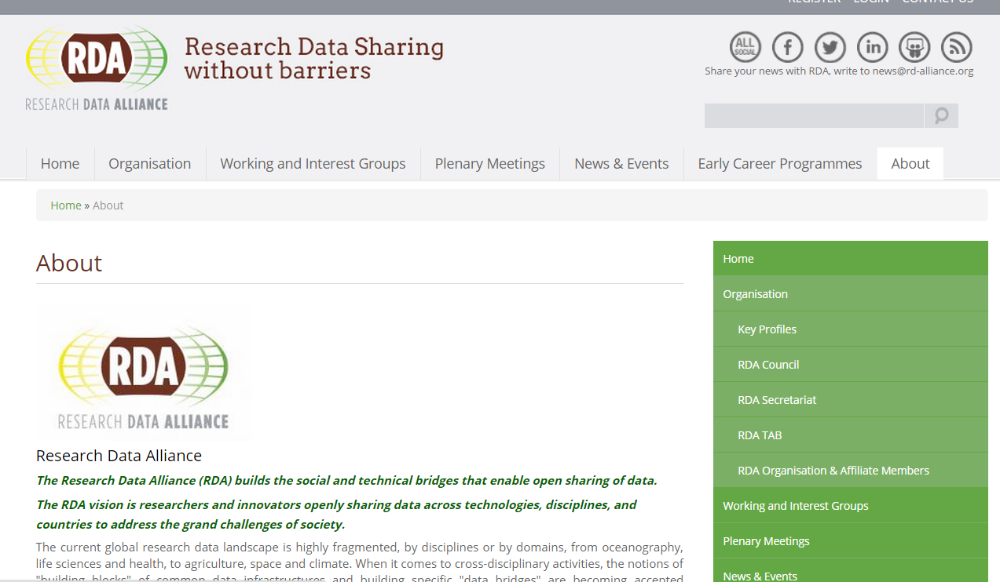 REGISTER LOGIN CONTACT US
RDA
RESEARCH DATA ALLIANCE
Research Data Sharing
without barriers
ALL
SOCIAL
Share your news with RDA, write to news@rd-alliance.org
Home Organisation Working and Interest Groups Plenary Meetings News & Events Early Career Programmes About
Home » About
About
RDA
RESEARCH DATA ALLIANCE
Research Data Alliance
The Research Data Alliance (RDA) builds the social and technical bridges that enable open sharing of data.
The RDA vision is researchers and innovators openly sharing data across technologies, disciplines, and
countries to address the grand challenges of society.
The current global research data landscape is highly fragmented, by disciplines or by domains, from oceanography,
life sciences and health, to agriculture, space and climate. When it comes to cross-disciplinary activities, the notions of
"building blocks" of common data infrastructures and building specific "data bridges" are becoming accepted
Home
Organisation
Key Profiles
RDA Council
RDA Secretariat
RDA TAB
RDA Organisation & Affiliate Members
Working and Interest Groups
Plenary Meetings
News & Events